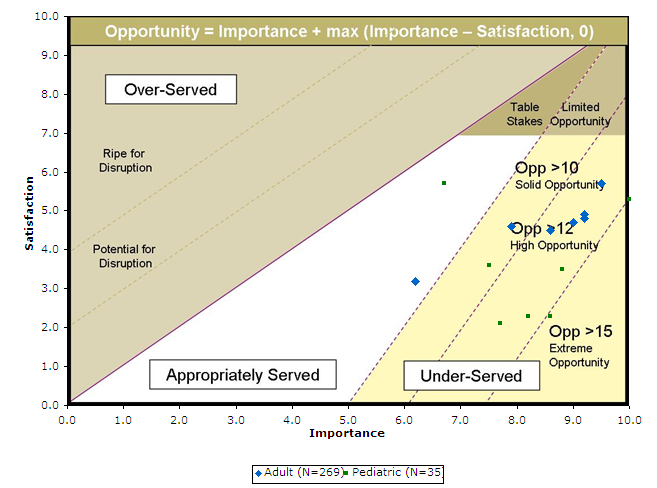 Opportunity = Importance + max (Importance – Satisfaction, 0)
10.0
9.0
8.0
7.0
6.0
5.0
4.0
3.0
2.0
1.0
0.0
Satisfaction
Over-Served
Table Stakes
Limited Opportunity
Ripe for Disruption
Opp >10
Solid Opportunity
Opp >12
High Opportunity
Potential for Disruption
Opp >15
Extreme Opportunity
Appropriately Served
Under-Served
0.0 1.0 2.0 3.0 4.0 5.0 6.0 7.0 8.0 9.0 10.0
Importance
Adult (N=269) Pediatric (N=35)